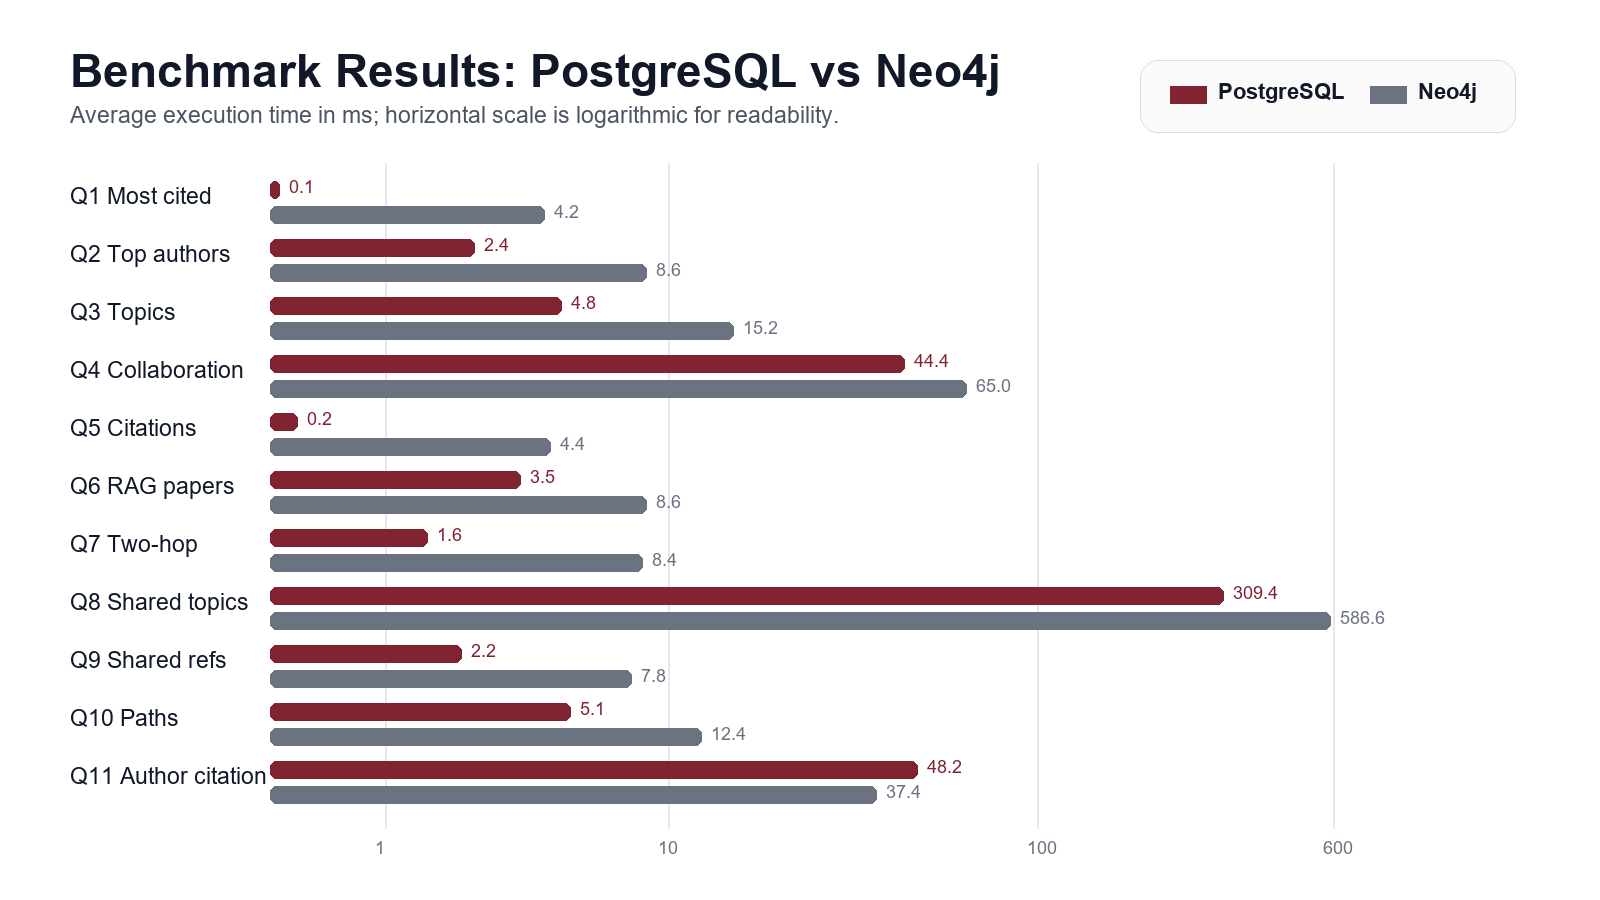 Benchmark Results: PostgreSQL vs Neo4j
Average execution time in ms; horizontal scale is logarithmic for readability.
PostgreSQL
Neo4j
Q1 Most cited
0.1
4.2
Q2 Top authors
2.4
8.6
Q3 Topics
4.8
15.2
Q4 Collaboration
44.4
65.0
Q5 Citations
0.2
4.4
Q6 RAG papers
3.5
8.6
Q7 Two-hop
1.6
8.4
Q8 Shared topics
309.4
586.6
Q9 Shared refs
2.2
7.8
Q10 Paths
5.1
12.4
Q11 Author citation
48.2
37.4
1
10
100
600